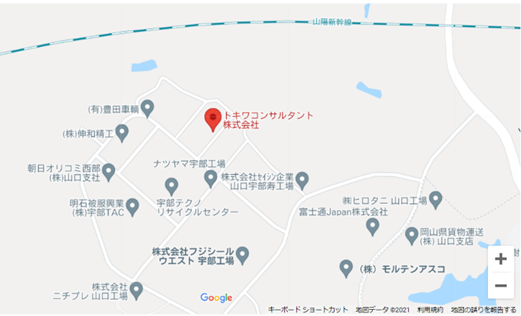 山陽新幹線
(有)豊田車輌
トキワコンサルタント
株式会社
(株)伸和精工
ナツヤマ宇部工場
朝日オリコミ西部
(株)山口支社
株式会社セイシン企業
山口宇部寿工場
明石被服興業
(株)宇部TAC
宇部テクノ
リサイクルセンター
㈱ヒロタニ 山口工場
富士通Japan株式会社
岡山県貨物運送
(株) 山口支店
株式会社フジシール
ウエスト 宇部工場
(株) モルテンアスコ
株式会社
ニチプレ 山口工場
+
−
Google
キーボード ショートカット 地図データ ©2021 利用規約 地図の誤りを報告する